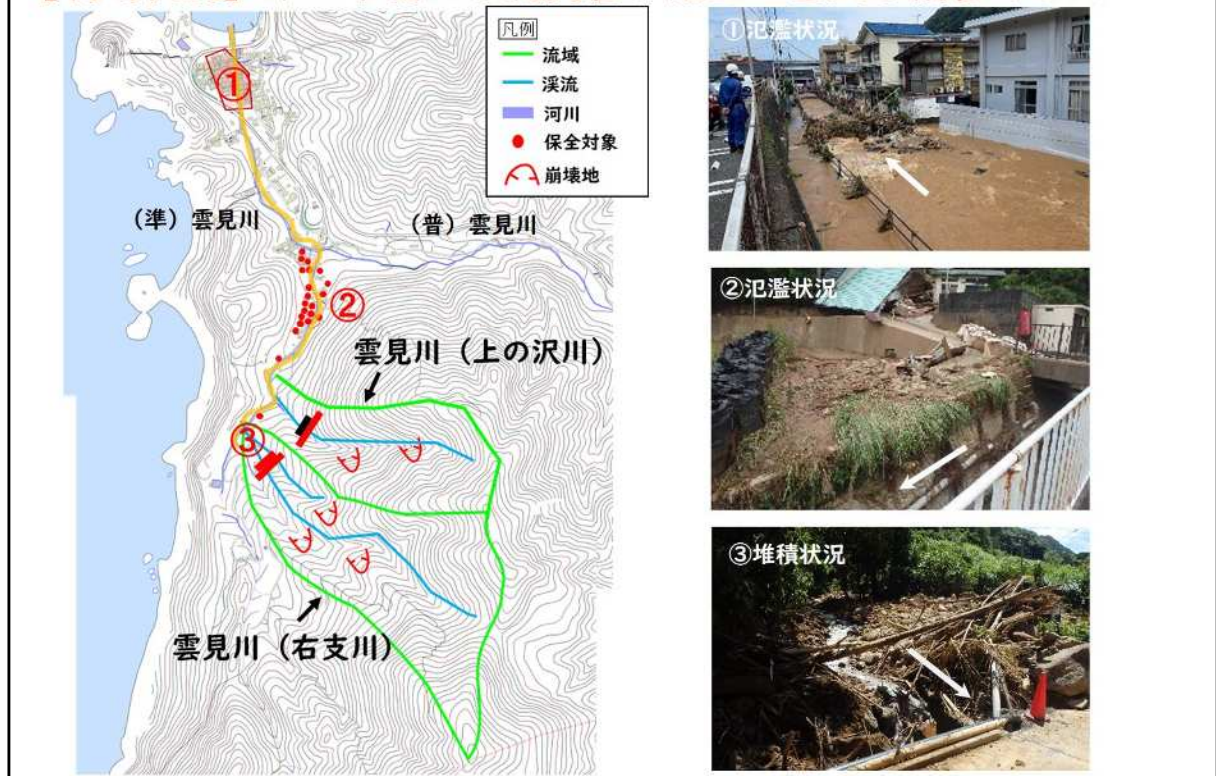 凡例
流域
渓流
河川
保全対象
崩壊地
①
(準)雲見川
(普)雲見川
②
雲見川(上の沢川)
③
雲見川(右支川)
①氾濫状況
②氾濫状況
③堆積状況